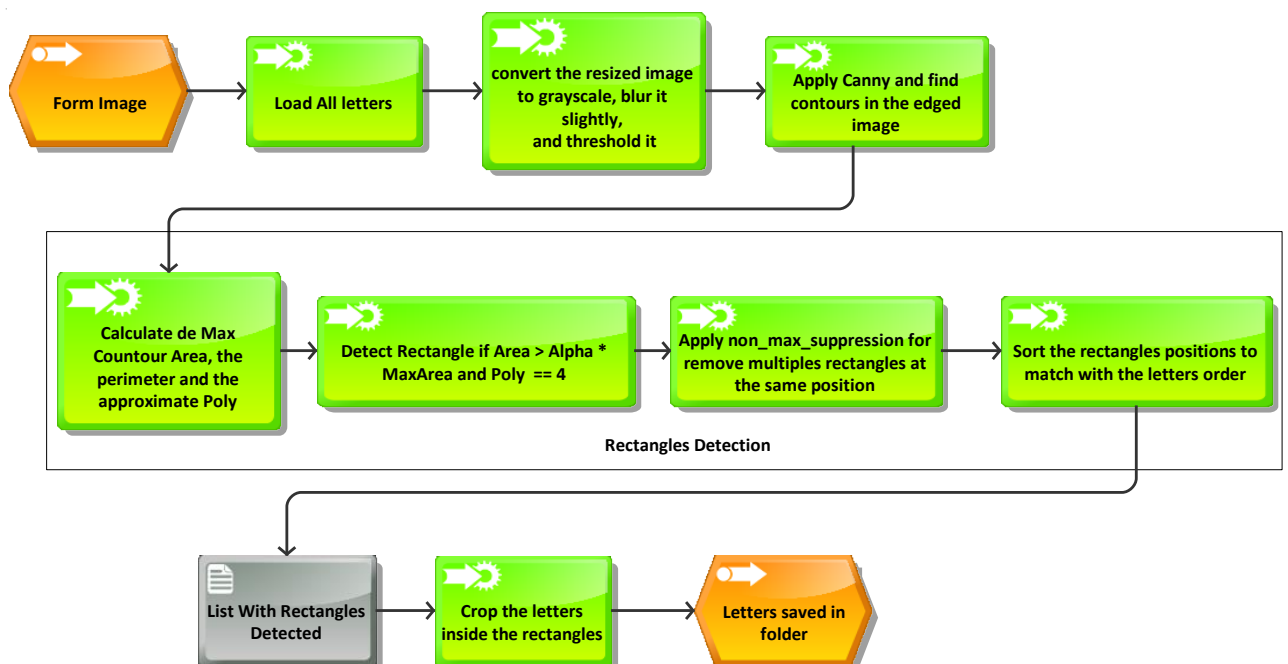 Form Image
Load All letters
convert the resized image
to grayscale, blur it
slightly,
and threshold it
Apply Canny and find
contours in the edged
image
Calculate de Max
Countour Area, the
perimeter and the
approximate Poly
Detect Rectangle if Area > Alpha *
MaxArea and Poly == 4
Apply non_max_suppression for
remove multiples rectangles at
the same position
Sort the rectangles positions to
match with the letters order
Rectangles Detection
List With Rectangles
Detected
Crop the letters
inside the rectangles
Letters saved in
folder